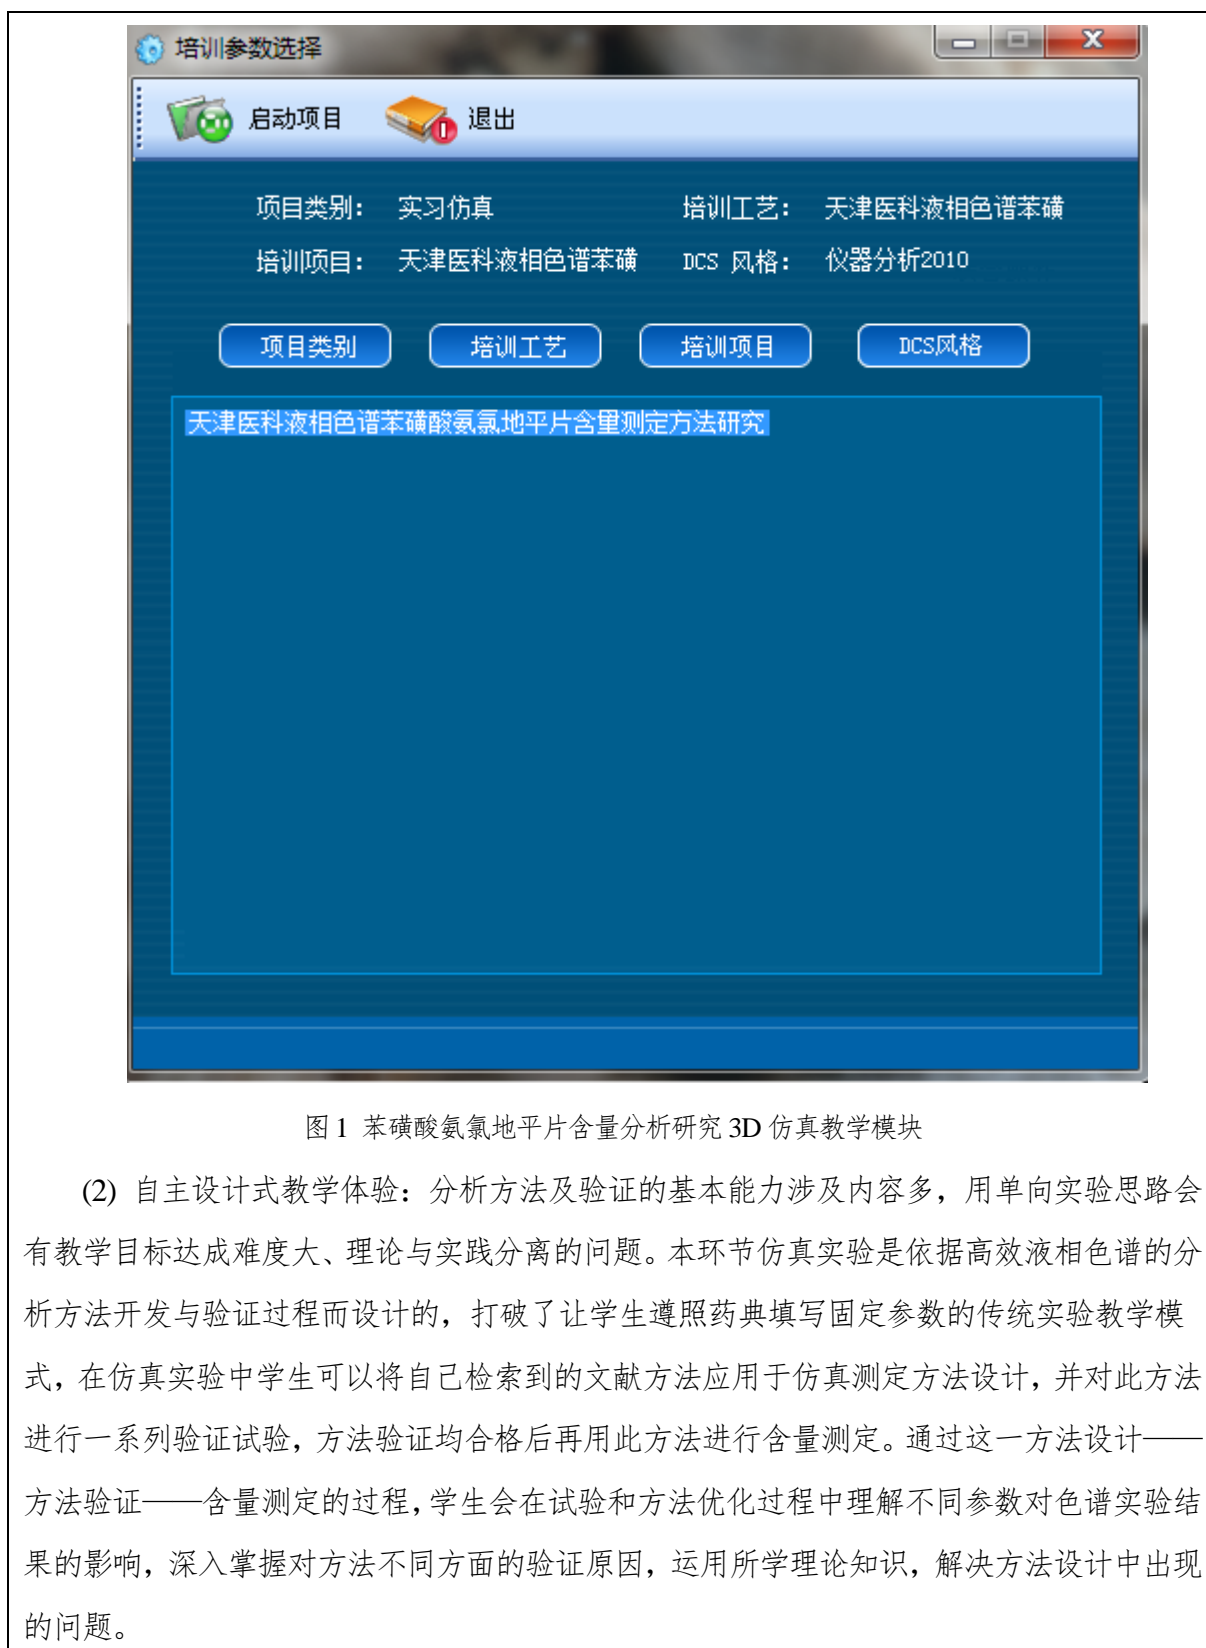 培训参数选择
启动项目 退出
项目类别: 实习仿真 培训工艺: 天津医科液相色谱苯磺
培训项目: 天津医科液相色谱苯磺 DCS 风格: 仪器分析2010
项目类别 培训工艺 培训项目 DCS风格
天津医科液相色谱苯磺酸氨氯地平片含量测定方法研究
图 1 苯磺酸氨氯地平片含量分析研究 3D 仿真教学模块
(2) 自主设计式教学体验：分析方法及验证的基本能力涉及内容多，用单向实验思路会
有教学目标达成难度大、理论与实践分离的问题。本环节仿真实验是依据高效液相色谱的分
析方法开发与验证过程而设计的，打破了让学生遵照药典填写固定参数的传统实验教学模
式，在仿真实验中学生可以将自己检索到的文献方法应用于仿真测定方法设计，并对此方法
进行一系列验证试验，方法验证均合格后再用此方法进行含量测定。通过这一方法设计——
方法验证——含量测定的过程，学生会在试验和方法优化过程中理解不同参数对色谱实验结
果的影响，深入掌握对方法不同方面的验证原因，运用所学理论知识，解决方法设计中出现
的问题。